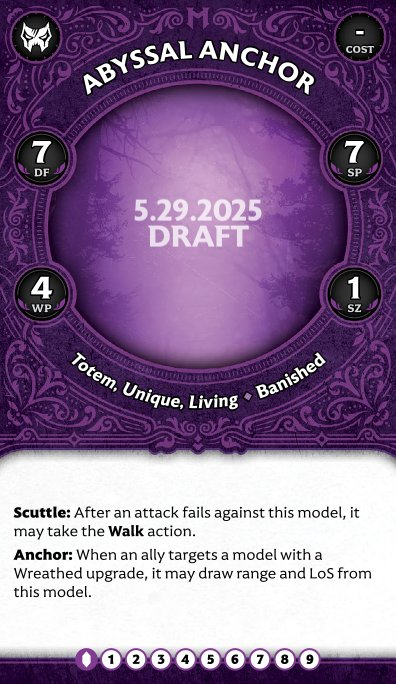 M
-
COST
ABYSSAL ANCHOR
7
DF
7
SP
5.29.2025
DRAFT
4
WP
1
SZ
Totem, Unique, Living ⬥ Banished
Scuttle: After an attack fails against this model, it
may take the Walk action.
Anchor: When an ally targets a model with a
Wreathed upgrade, it may draw range and LoS from
this model.
1 2 3 4 5 6 7 8 9